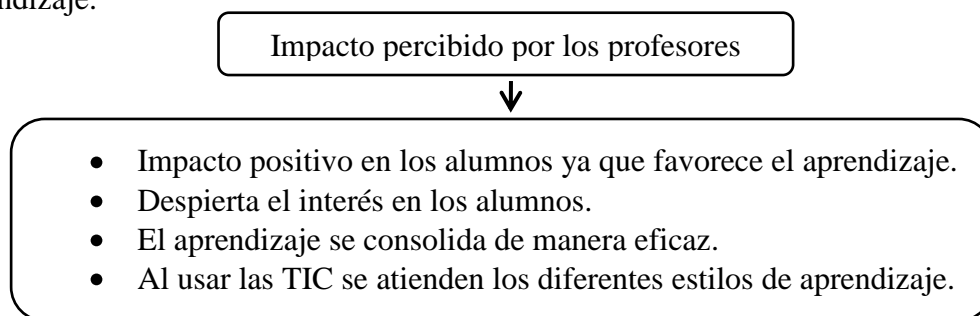 Impacto percibido por los profesores
• Impacto positivo en los alumnos ya que favorece el aprendizaje.
• Despierta el interés en los alumnos.
• El aprendizaje se consolida de manera eficaz.
• Al usar las TIC se atienden los diferentes estilos de aprendizaje.